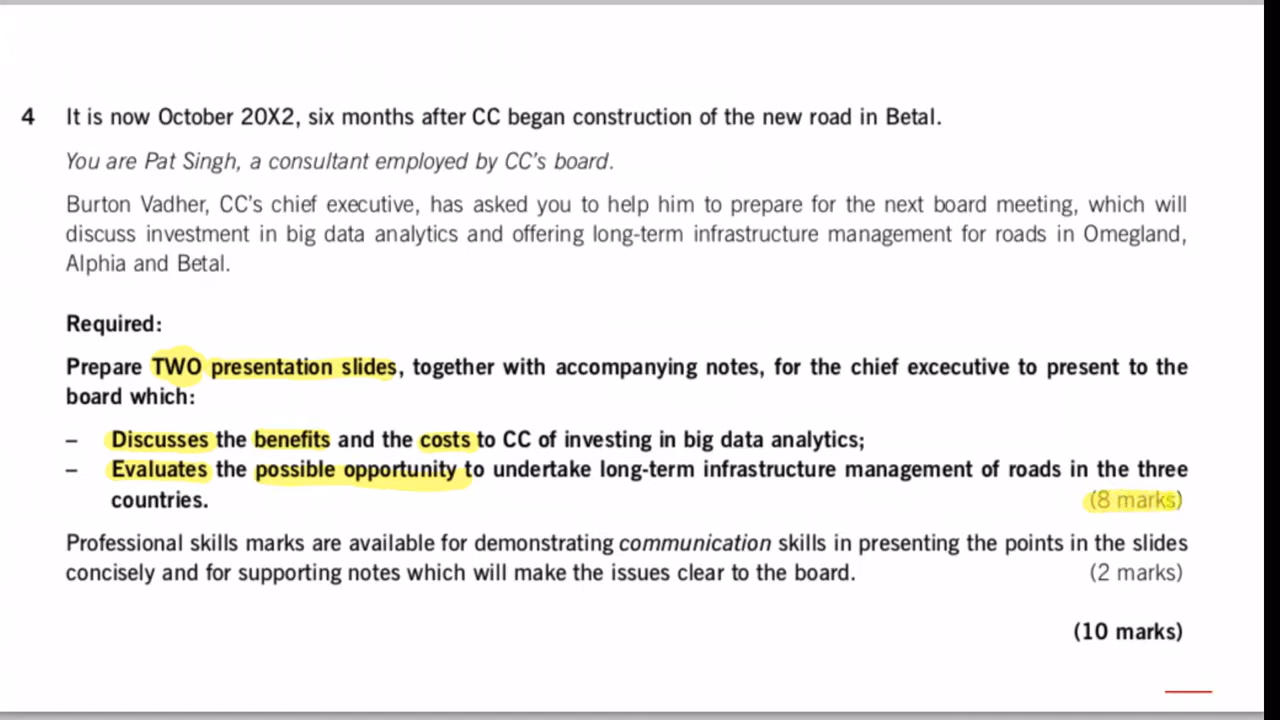 4 It is now October 20X2, six months after CC began construction of the new road in Betal.
You are Pat Singh, a consultant employed by CC's board.
Burton Vadher, CC's chief executive, has asked you to help him to prepare for the next board meeting, which will
discuss investment in big data analytics and offering long-term infrastructure management for roads in Omegland,
Alphia and Betal.
Required:
Prepare TWO presentation slides, together with accompanying notes, for the chief excecutive to present to the
board which:
– Discusses the benefits and the costs to CC of investing in big data analytics;
– Evaluates the possible opportunity to undertake long-term infrastructure management of roads in the three
countries. (8 marks)
Professional skills marks are available for demonstrating communication skills in presenting the points in the slides
concisely and for supporting notes which will make the issues clear to the board. (2 marks)
(10 marks)